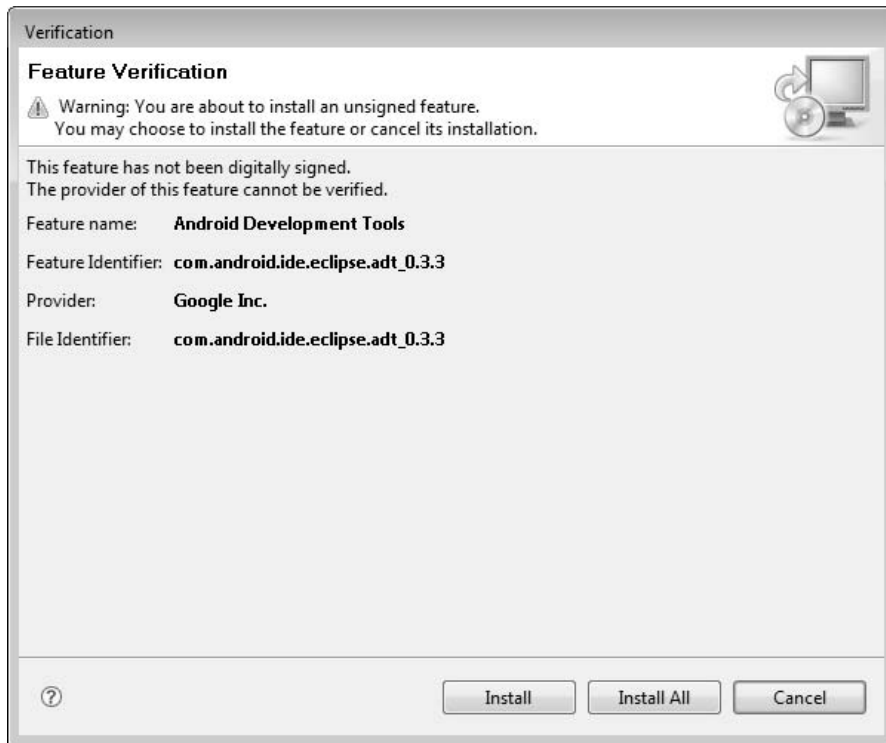 Verification
Feature Verification
Warning: You are about to install an unsigned feature.
You may choose to install the feature or cancel its installation.
This feature has not been digitally signed.
The provider of this feature cannot be verified.
Feature name: Android Development Tools
Feature Identifier: com.android.ide.eclipse.adt_0.3.3
Provider: Google Inc.
File Identifier: com.android.ide.eclipse.adt_0.3.3
? Install Install All Cancel